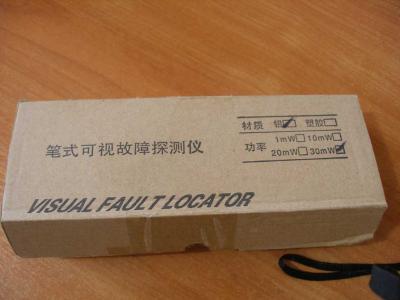 笔式可视故障探测仪
材质 铝☑ 塑胶☐
功率 1mW☐ 10mW☐
20mW☐ 30mW☑
VISUAL FAULT LOCATOR